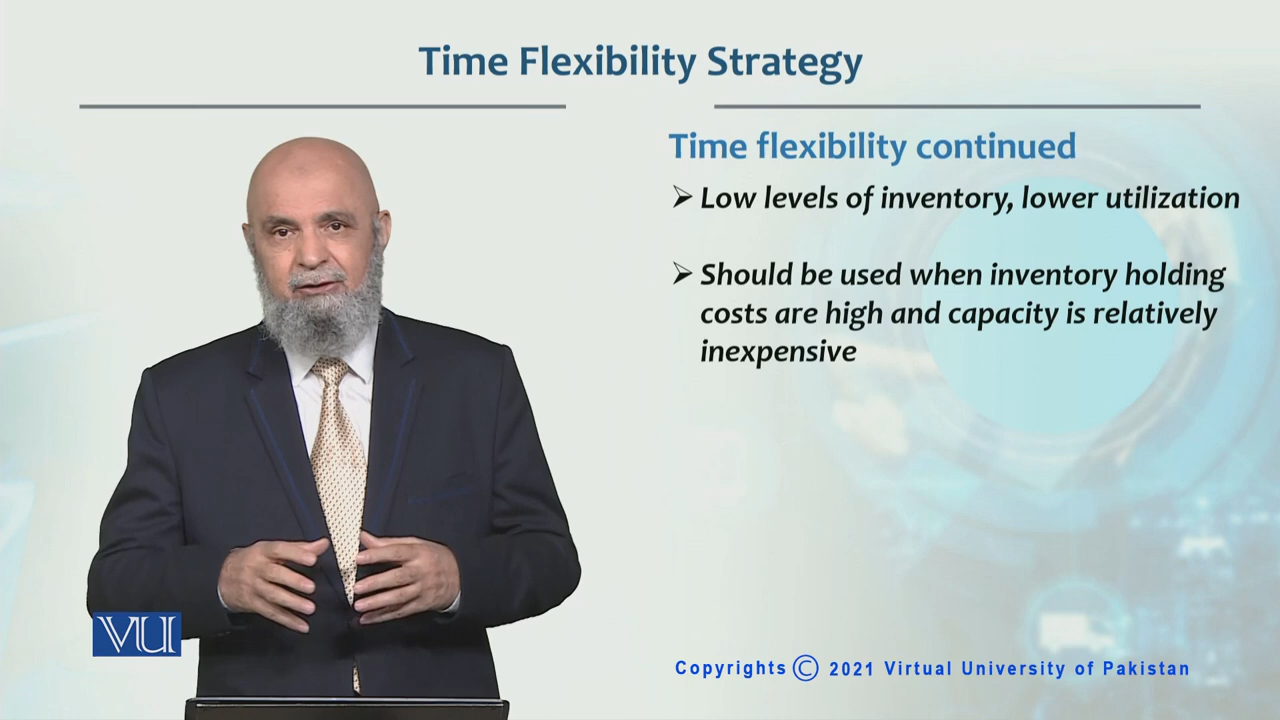 Time Flexibility Strategy
Time flexibility continued
➢ Low levels of inventory, lower utilization
➢ Should be used when inventory holding
costs are high and capacity is relatively
inexpensive
VU
Copyrights © 2021 Virtual University of Pakistan